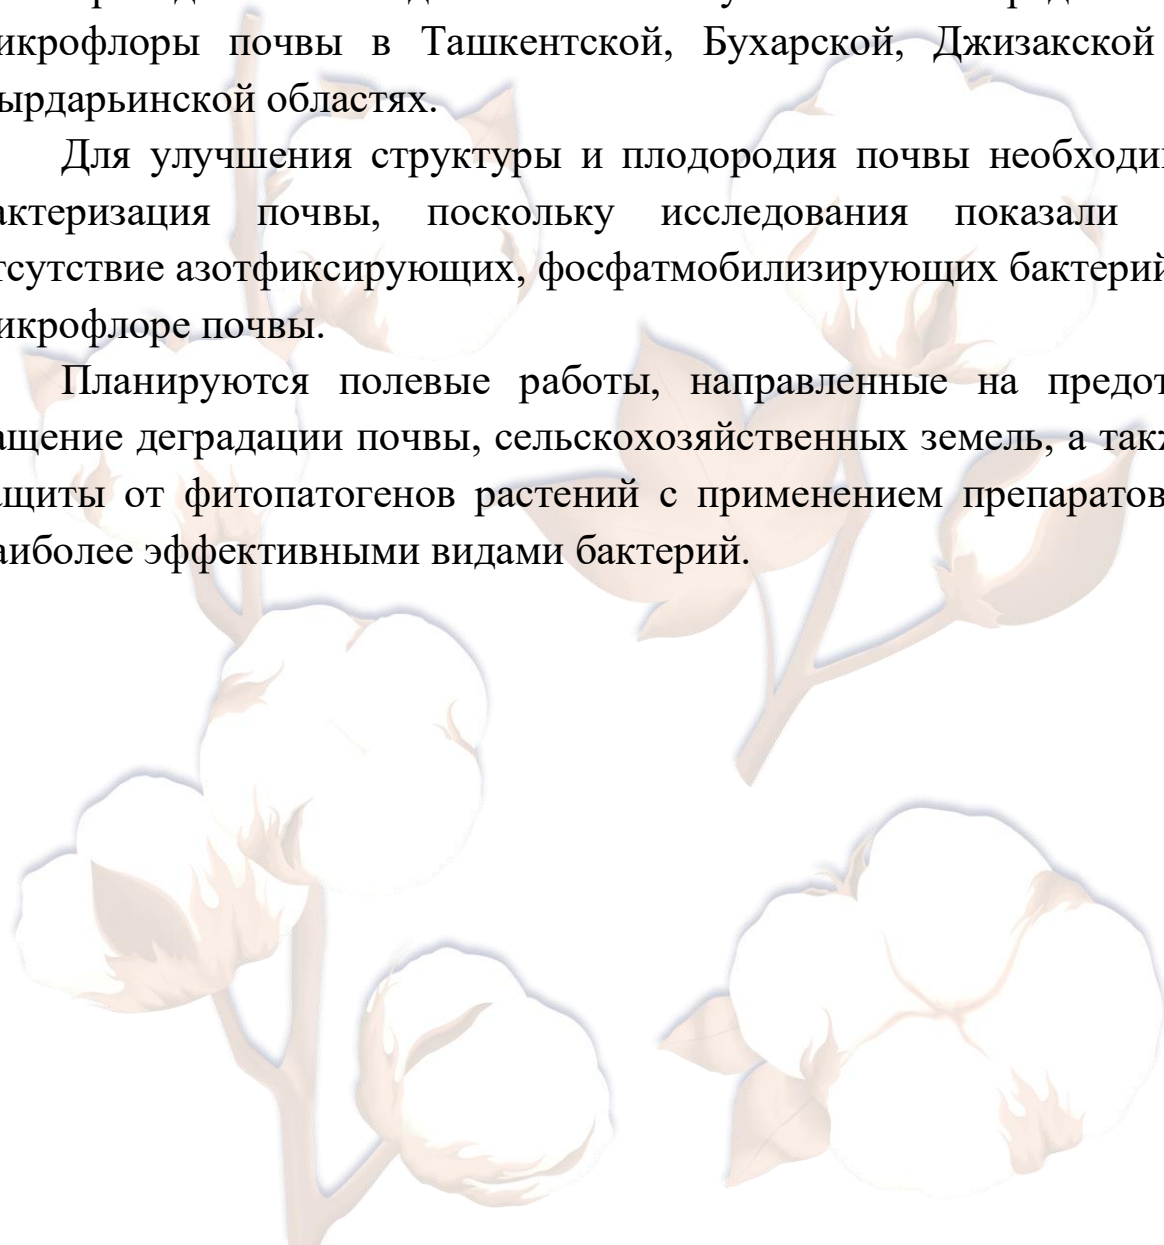 икрофлоры почвы в Ташкентской, Бухарской, Джизакской
ырдарьинской областях.
Для улучшения структуры и плодородия почвы необходи
актеризация почвы, поскольку исследования показали
тсутствие азотфиксирующих, фосфатмобилизирующих бактерий
икрофлоре почвы.
Планируются полевые работы, направленные на предот
ащение деградации почвы, сельскохозяйственных земель, а так
ащиты от фитопатогенов растений с применением препаратов
аиболее эффективными видами бактерий.